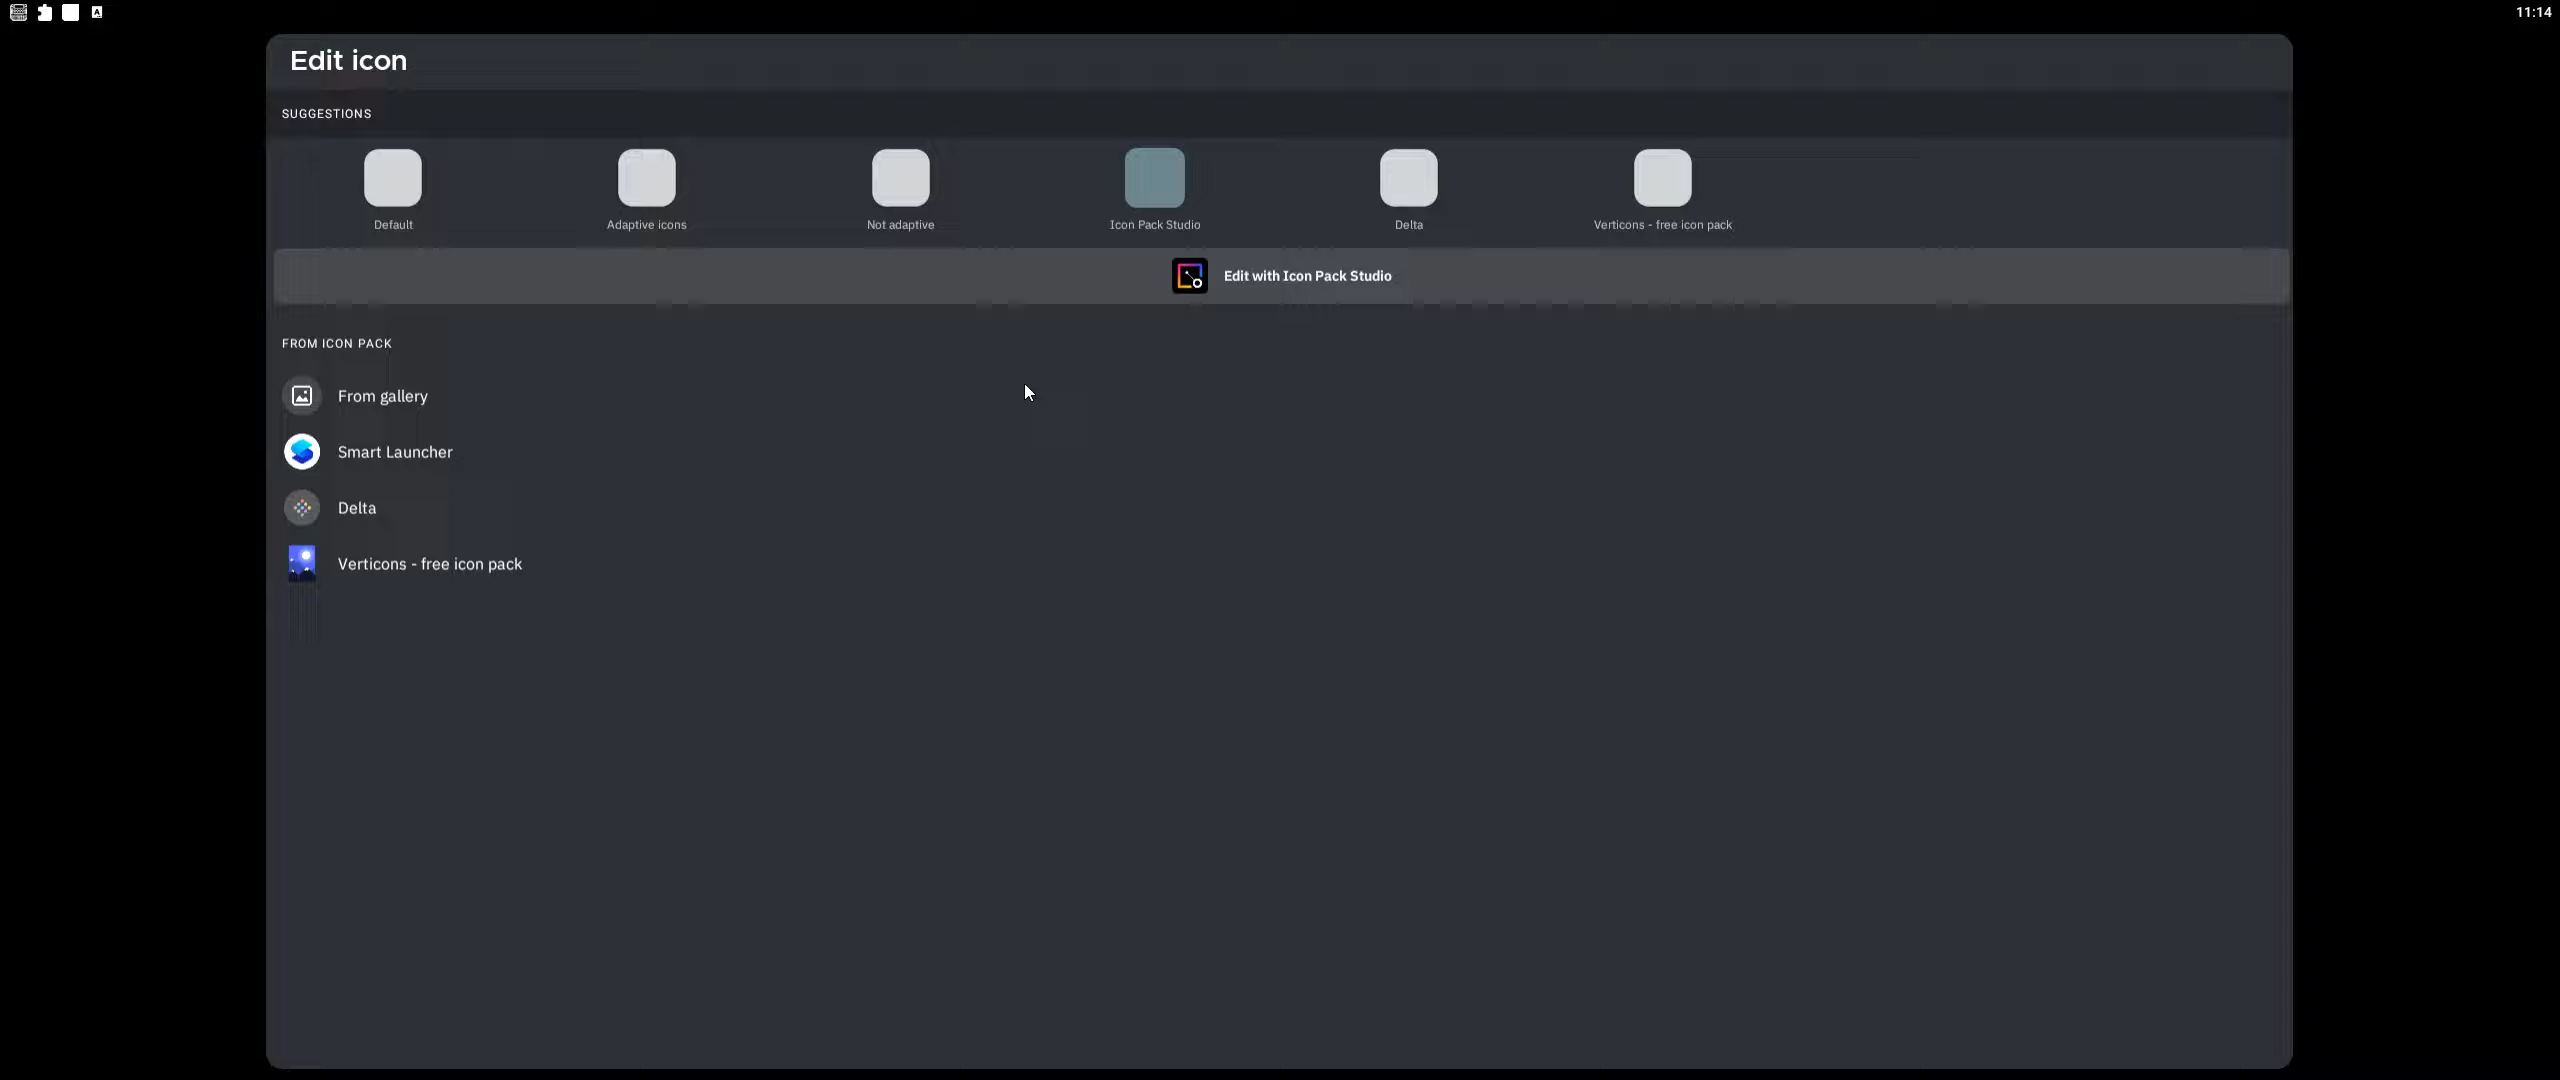 11:14
Edit icon
SUGGESTIONS
Default
Adaptive icons
Not adaptive
Icon Pack Studio
Delta
Verticons - free icon pack
Edit with Icon Pack Studio
FROM ICON PACK
From gallery
Smart Launcher
Delta
Verticons - free icon pack